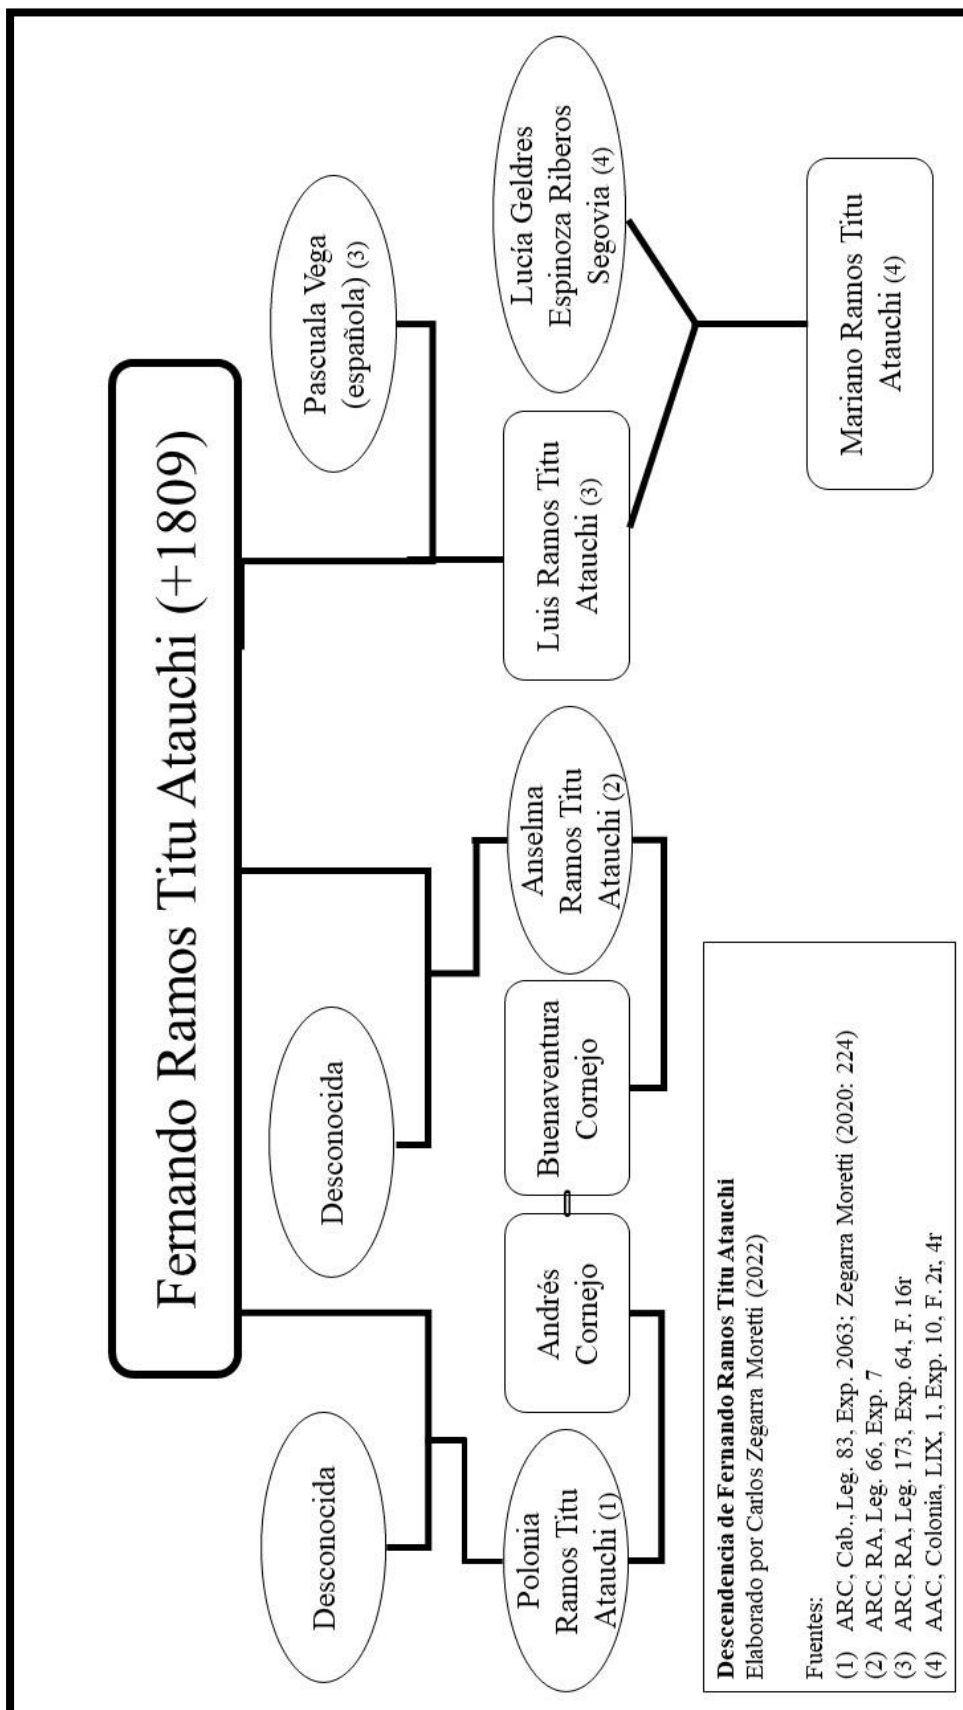 Fernando Ramos Titu Atauchi (+1809)
Desconocida
Desconocida
Pascuala Vega
(española) (3)
Polonia
Ramos Titu
Atauchi (1)
Andrés
Cornejo
Buenaventura
Cornejo
Anselma
Ramos Titu
Atauchi (2)
Luis Ramos Titu
Atauchi (3)
Lucía Geldres
Espinoza Riberos
Segovia (4)
Mariano Ramos Titu
Atauchi (4)
Descendencia de Fernando Ramos Titu Atauchi
Elaborado por Carlos Zegarra Moretti (2022)
Fuentes:
(1) ARC, Cab., Leg. 83, Exp. 2063; Zegarra Moretti (2020: 224)
(2) ARC, RA, Leg. 66, Exp. 7
(3) ARC, RA, Leg. 173, Exp. 64, F. 16r
(4) AAC, Colonia, LIX, 1, Exp. 10, F. 2r, 4r